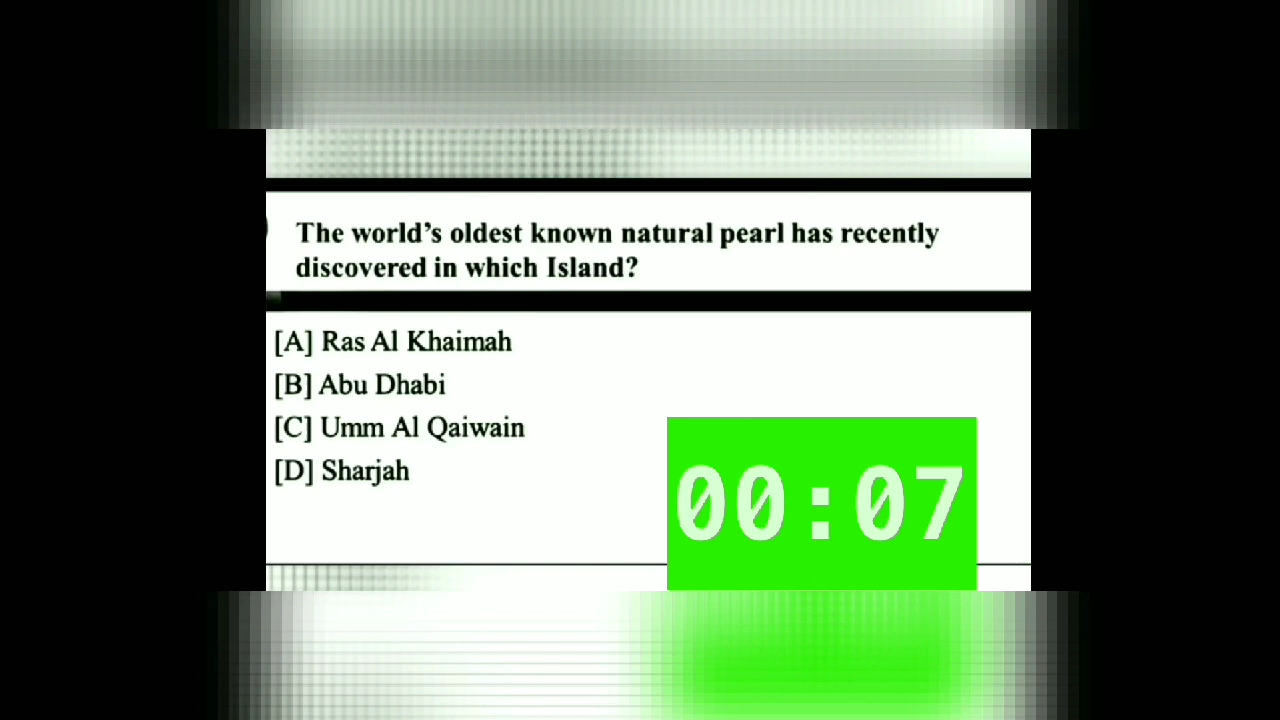 The world's oldest known natural pearl has recently
discovered in which Island?
[A] Ras Al Khaimah
[B] Abu Dhabi
[C] Umm Al Qaiwain
[D] Sharjah
00:07